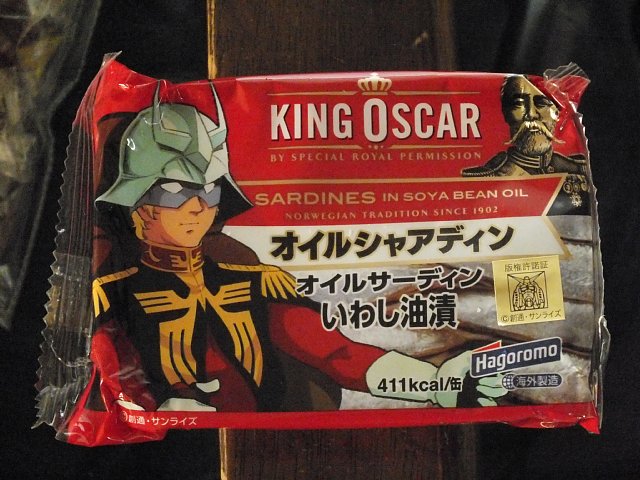 KING OSCAR
BY SPECIAL ROYAL PERMISSION
SARDINES IN SOYA BEAN OIL
NORWEGIAN TRADITION SINCE 1902
オイルシャアディン
オイルサーディン
いわし油漬
版権許諾証
©創通・サンライズ
Hagoromo
411kcal/缶
海外製造
©創通・サンライズ